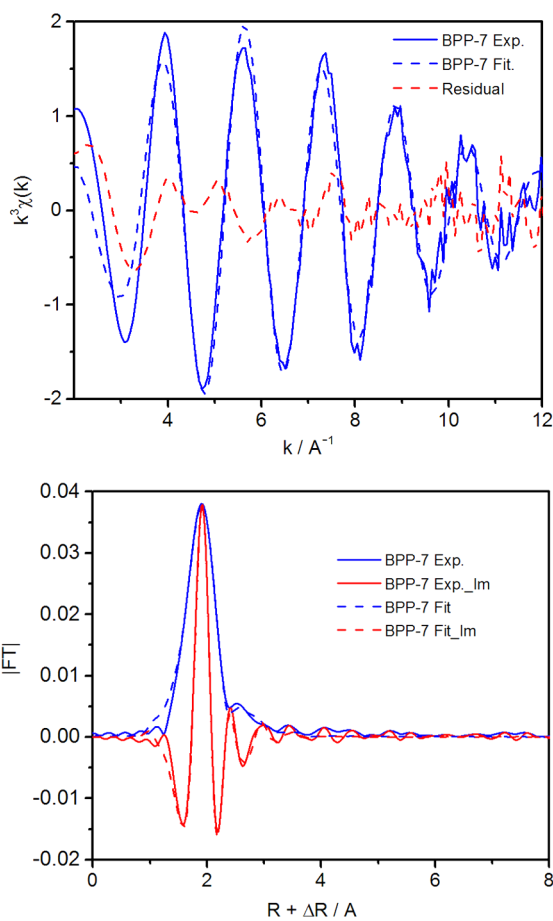 2
1
0
-1
-2
k³χ(k)
BPP-7 Exp.
BPP-7 Fit.
Residual
4
6
8
10
12
k / A⁻¹
0.04
0.03
0.02
0.01
0.00
-0.01
-0.02
|FT|
BPP-7 Exp.
BPP-7 Exp._Im
BPP-7 Fit
BPP-7 Fit_Im
0
2
4
6
8
R + ΔR / A